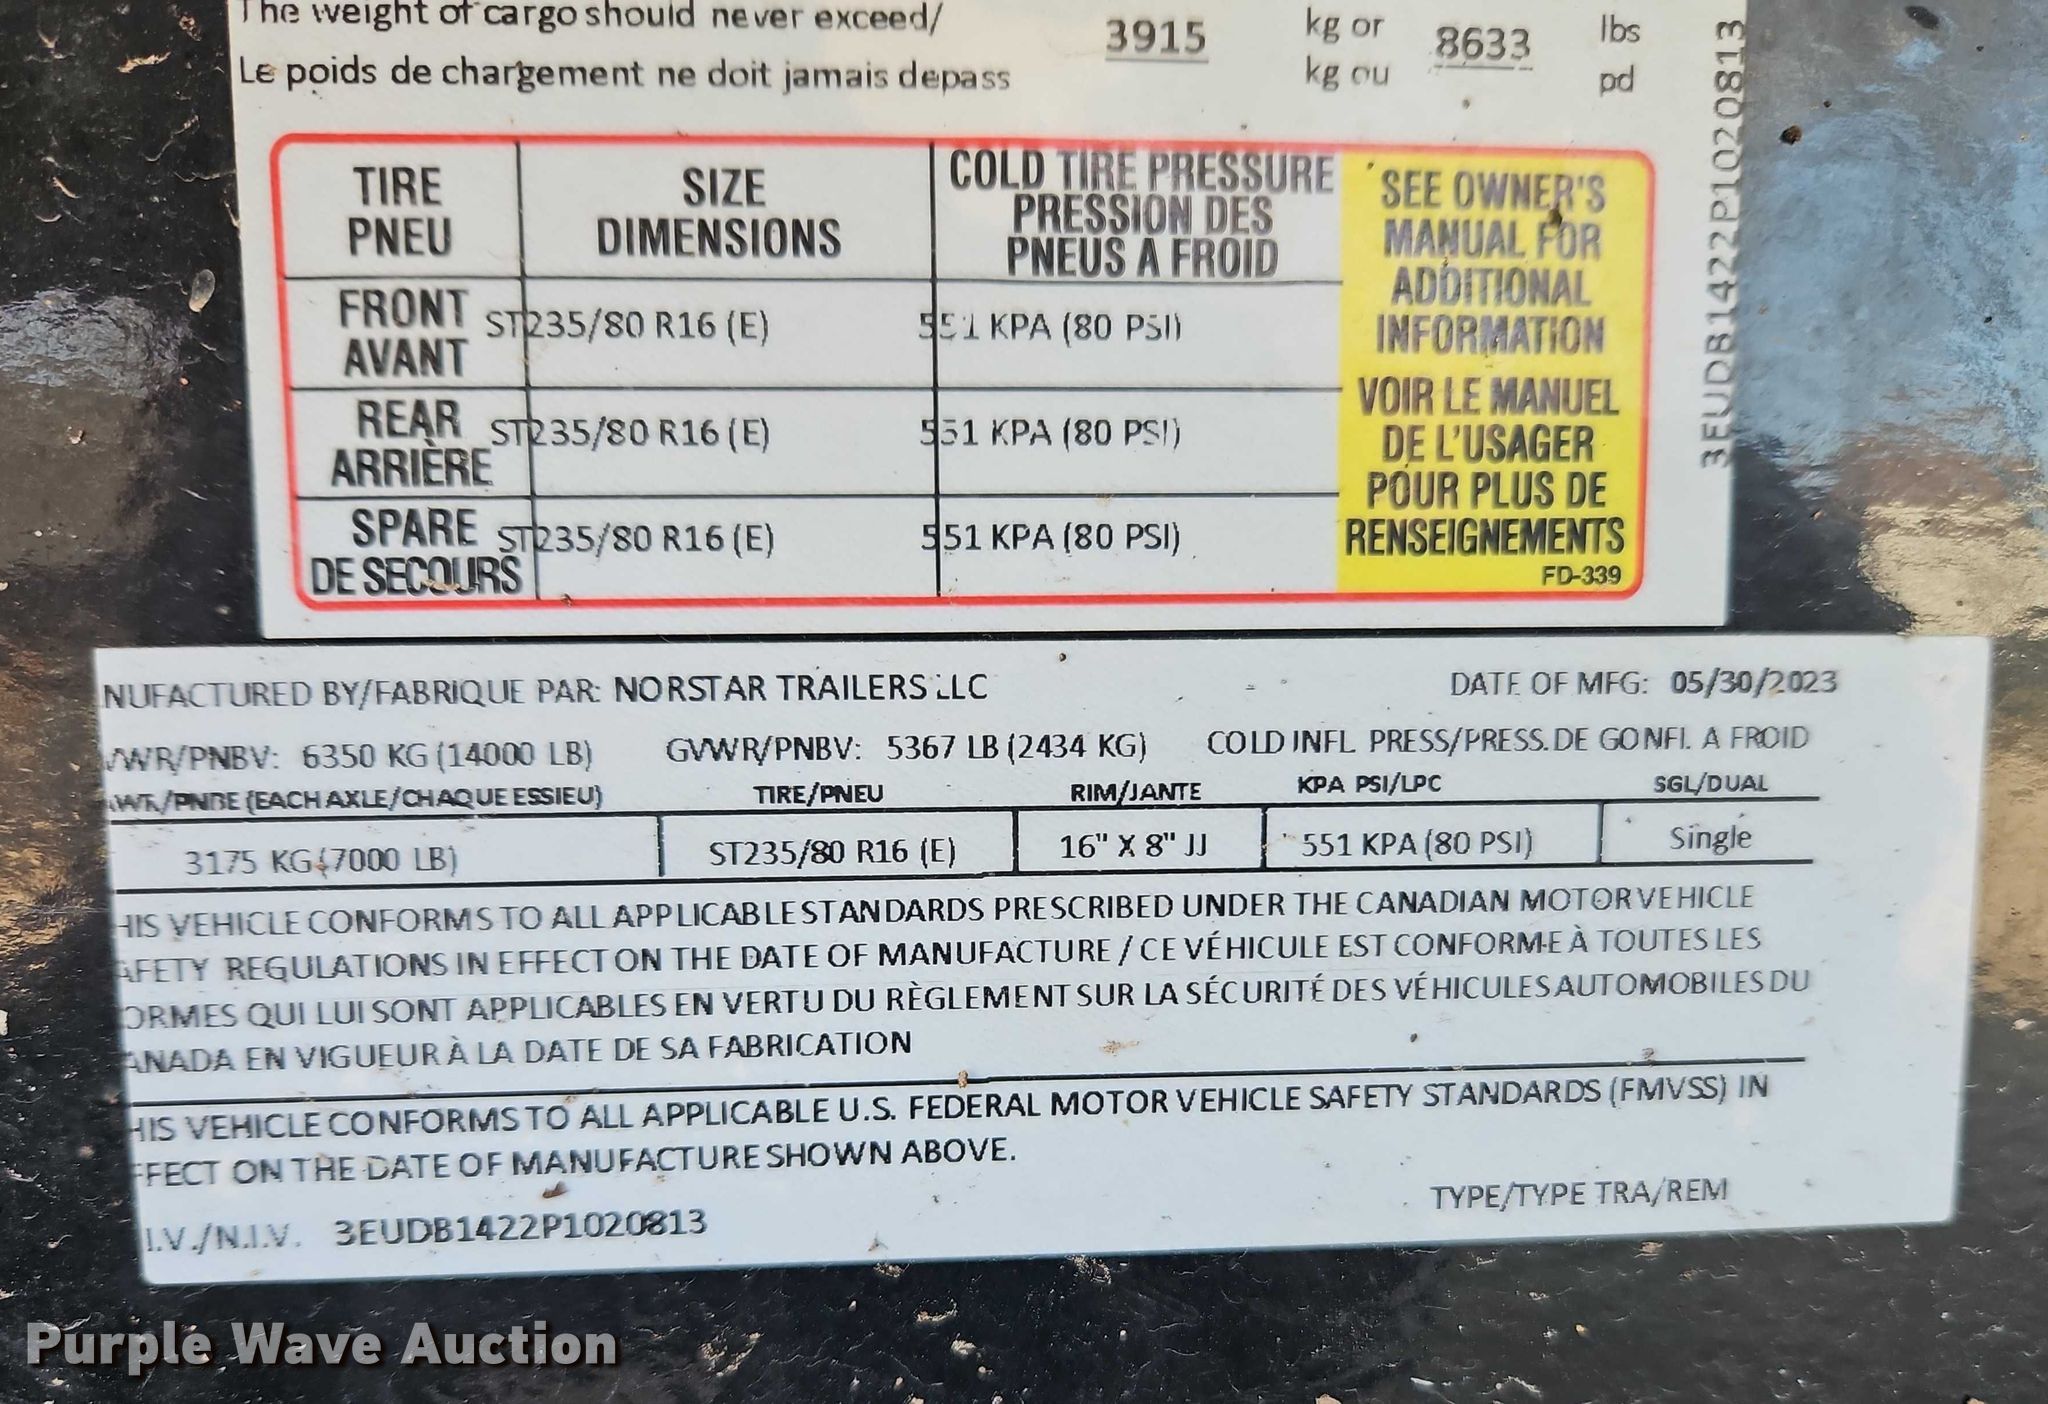 The weight of cargo should never exceed/ 3915 kg or 8633 lbs
Le poids de chargement ne doit jamais depass kg ou pd
3EUDB1422P1020813
TIRE
PNEU
SIZE
DIMENSIONS
COLD TIRE PRESSURE
PRESSION DES
PNEUS A FROID
FRONT
AVANT
ST235/80 R16 (E)
551 KPA (80 PSI)
REAR
ARRIÈRE
ST235/80 R16 (E)
551 KPA (80 PSI)
SPARE
DE SECOURS
ST235/80 R16 (E)
551 KPA (80 PSI)
SEE OWNER'S
MANUAL FOR
ADDITIONAL
INFORMATION
VOIR LE MANUEL
DE L'USAGER
POUR PLUS DE
RENSEIGNEMENTS
FD-339
NUFACTURED BY/FABRIQUE PAR: NORSTAR TRAILERS LLC DATE OF MFG: 05/30/2023
VWR/PNBV: 6350 KG (14000 LB) GVWR/PNBV: 5367 LB (2434 KG) COLD INFL PRESS/PRESS. DE GONFL A FROID
AWR/PNBE (EACH AXLE/CHAQUE ESSIEU) TIRE/PNEU RIM/JANTE KPA PSI/LPC SGL/DUAL
3175 KG (7000 LB) ST235/80 R16 (E) 16" X 8" JJ 551 KPA (80 PSI) Single
HIS VEHICLE CONFORMS TO ALL APPLICABLE STANDARDS PRESCRIBED UNDER THE CANADIAN MOTOR VEHICLE
AFETY REGULATIONS IN EFFECT ON THE DATE OF MANUFACTURE / CE VÉHICULE EST CONFORME À TOUTES LES
ORMES QUI LUI SONT APPLICABLES EN VERTU DU RÈGLEMENT SUR LA SÉCURITÉ DES VÉHICULES AUTOMOBILES DU
ANADA EN VIGUEUR À LA DATE DE SA FABRICATION
HIS VEHICLE CONFORMS TO ALL APPLICABLE U.S. FEDERAL MOTOR VEHICLE SAFETY STANDARDS (FMVSS) IN
FFECT ON THE DATE OF MANUFACTURE SHOWN ABOVE.
I.V./N.I.V. 3EUDB1422P1020813 TYPE/TYPE TRA/REM
Purple Wave Auction